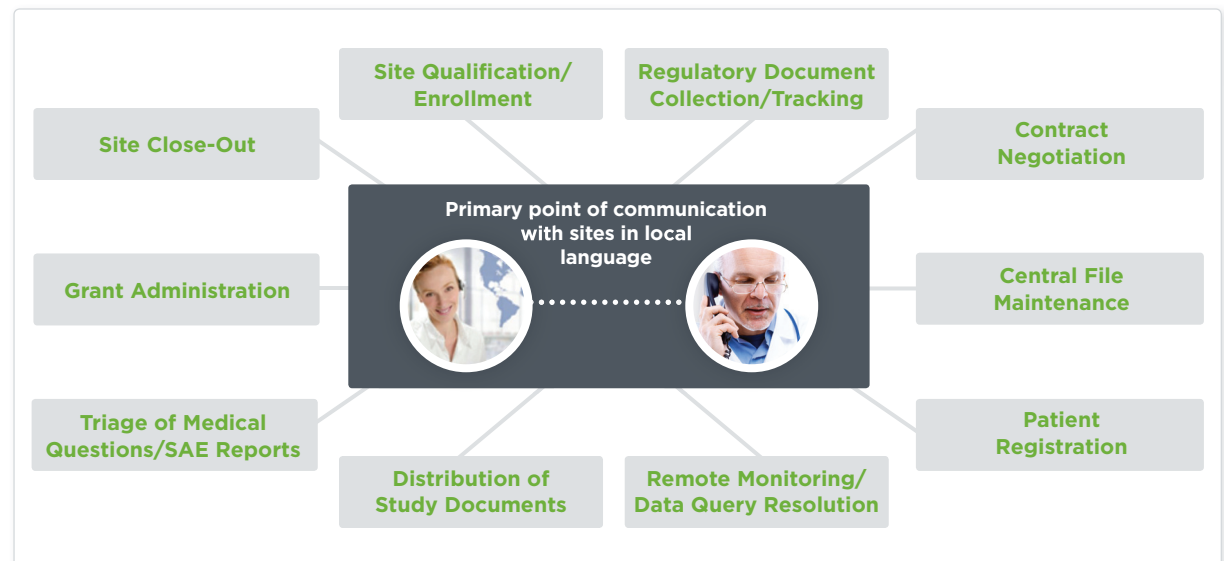 Site Qualification/
Enrollment
Regulatory Document
Collection/Tracking
Site Close-Out
Contract
Negotiation
Primary point of communication
with sites in local
language
Grant Administration
Central File
Maintenance
Triage of Medical
Questions/SAE Reports
Patient
Registration
Distribution of
Study Documents
Remote Monitoring/
Data Query Resolution